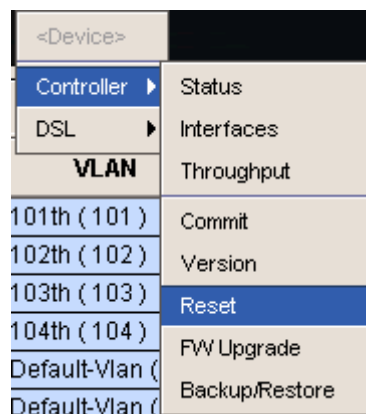 <Device>
Controller
DSL
Status
Interfaces
Throughput
Commit
Version
Reset
FW Upgrade
Backup/Restore
VLAN
101th ( 101 )
102th ( 102 )
103th ( 103 )
104th ( 104 )
Default-Vlan (
Default-Vlan (